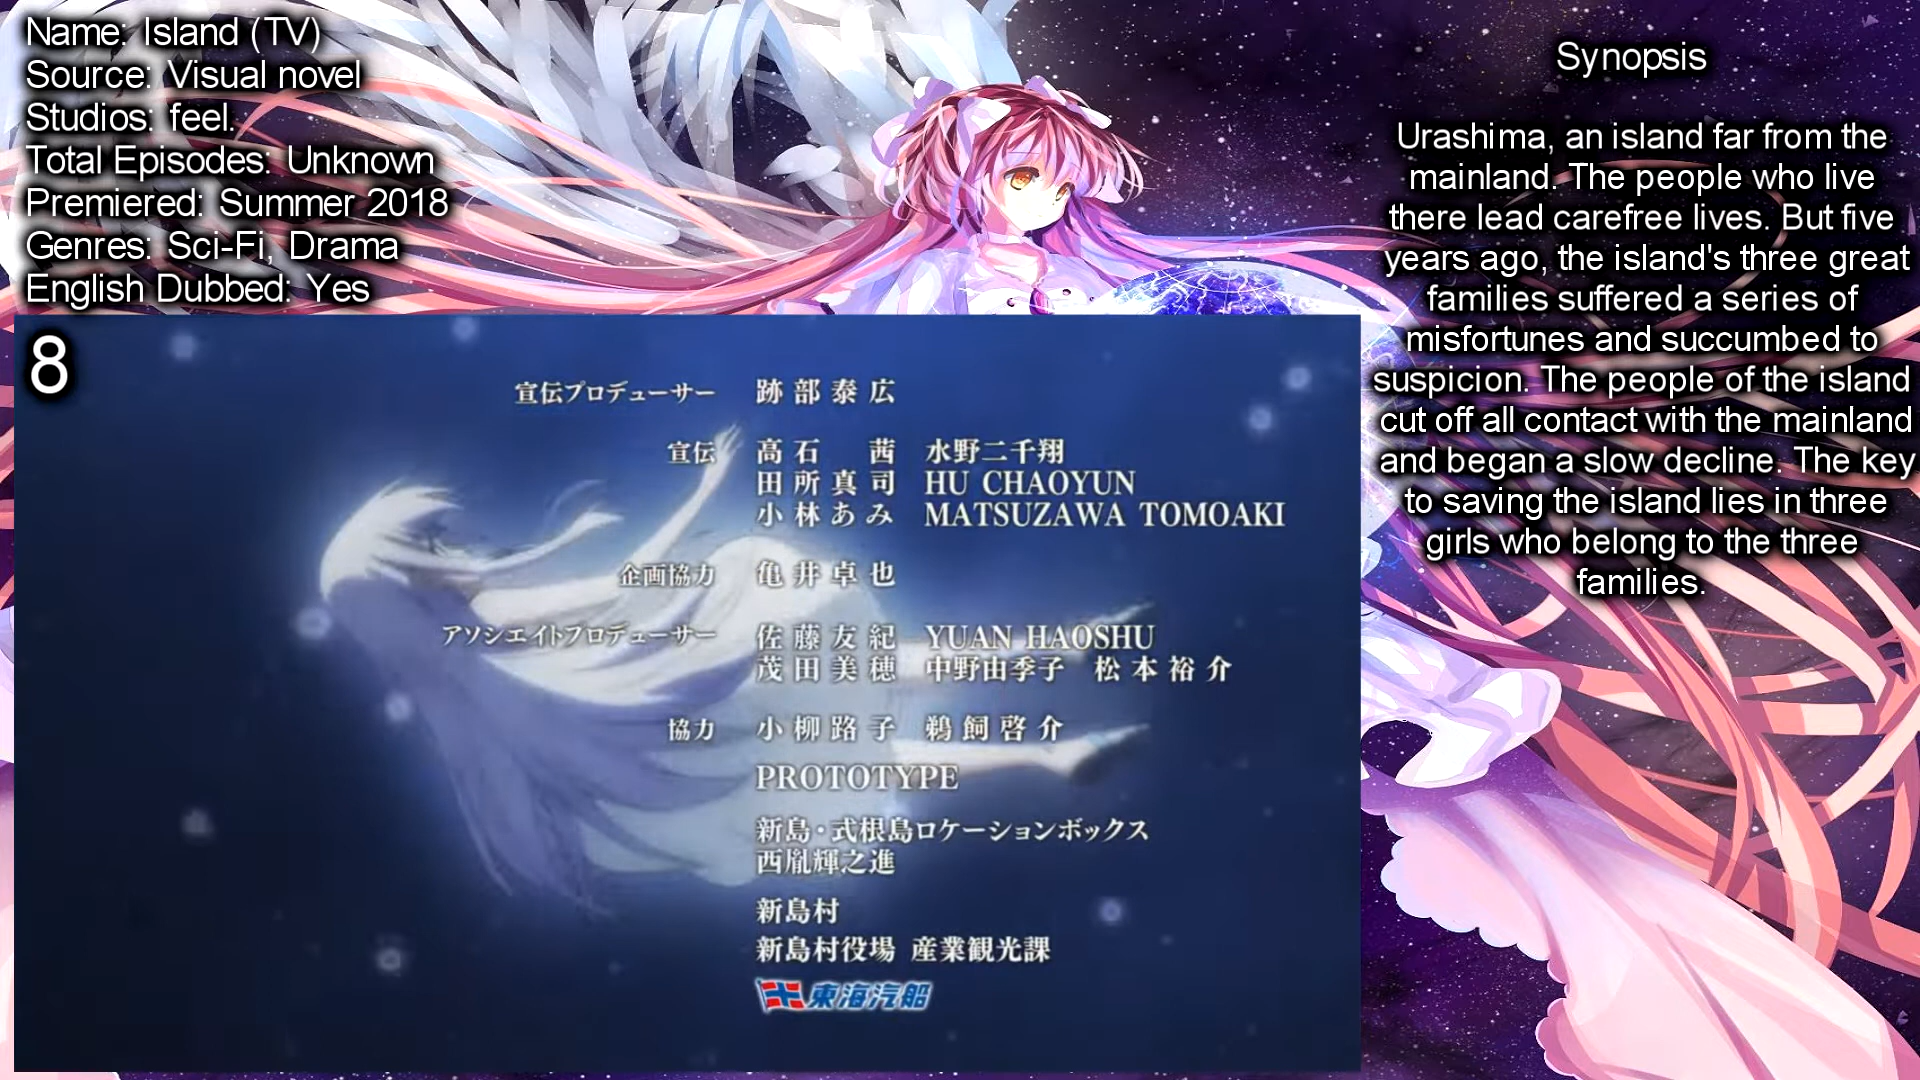 Name: Island (TV)
Source: Visual novel
Studios: feel.
Total Episodes: Unknown
Premiered: Summer 2018
Genres: Sci-Fi, Drama
English Dubbed: Yes
Synopsis
Urashima, an island far from the
mainland. The people who live
there lead carefree lives. But five
years ago, the island's three great
families suffered a series of
misfortunes and succumbed to
suspicion. The people of the island
cut off all contact with the mainland
and began a slow decline. The key
to saving the island lies in three
girls who belong to the three
families.
8
宣伝プロデューサー 跡部泰広
宣伝 高石 茜 水野二千翔
田所真司 HU CHAOYUN
小林あみ MATSUZAWA TOMOAKI
企画協力 亀井卓也
アソシエイトプロデューサー 佐藤友紀 YUAN HAOSHU
茂田美穂 中野由季子 松本裕介
協力 小柳路子 鵜飼啓介
PROTOTYPE
新島・式根島ロケーションボックス
西胤輝之進
新島村
新島村役場 産業観光課
東海汽船